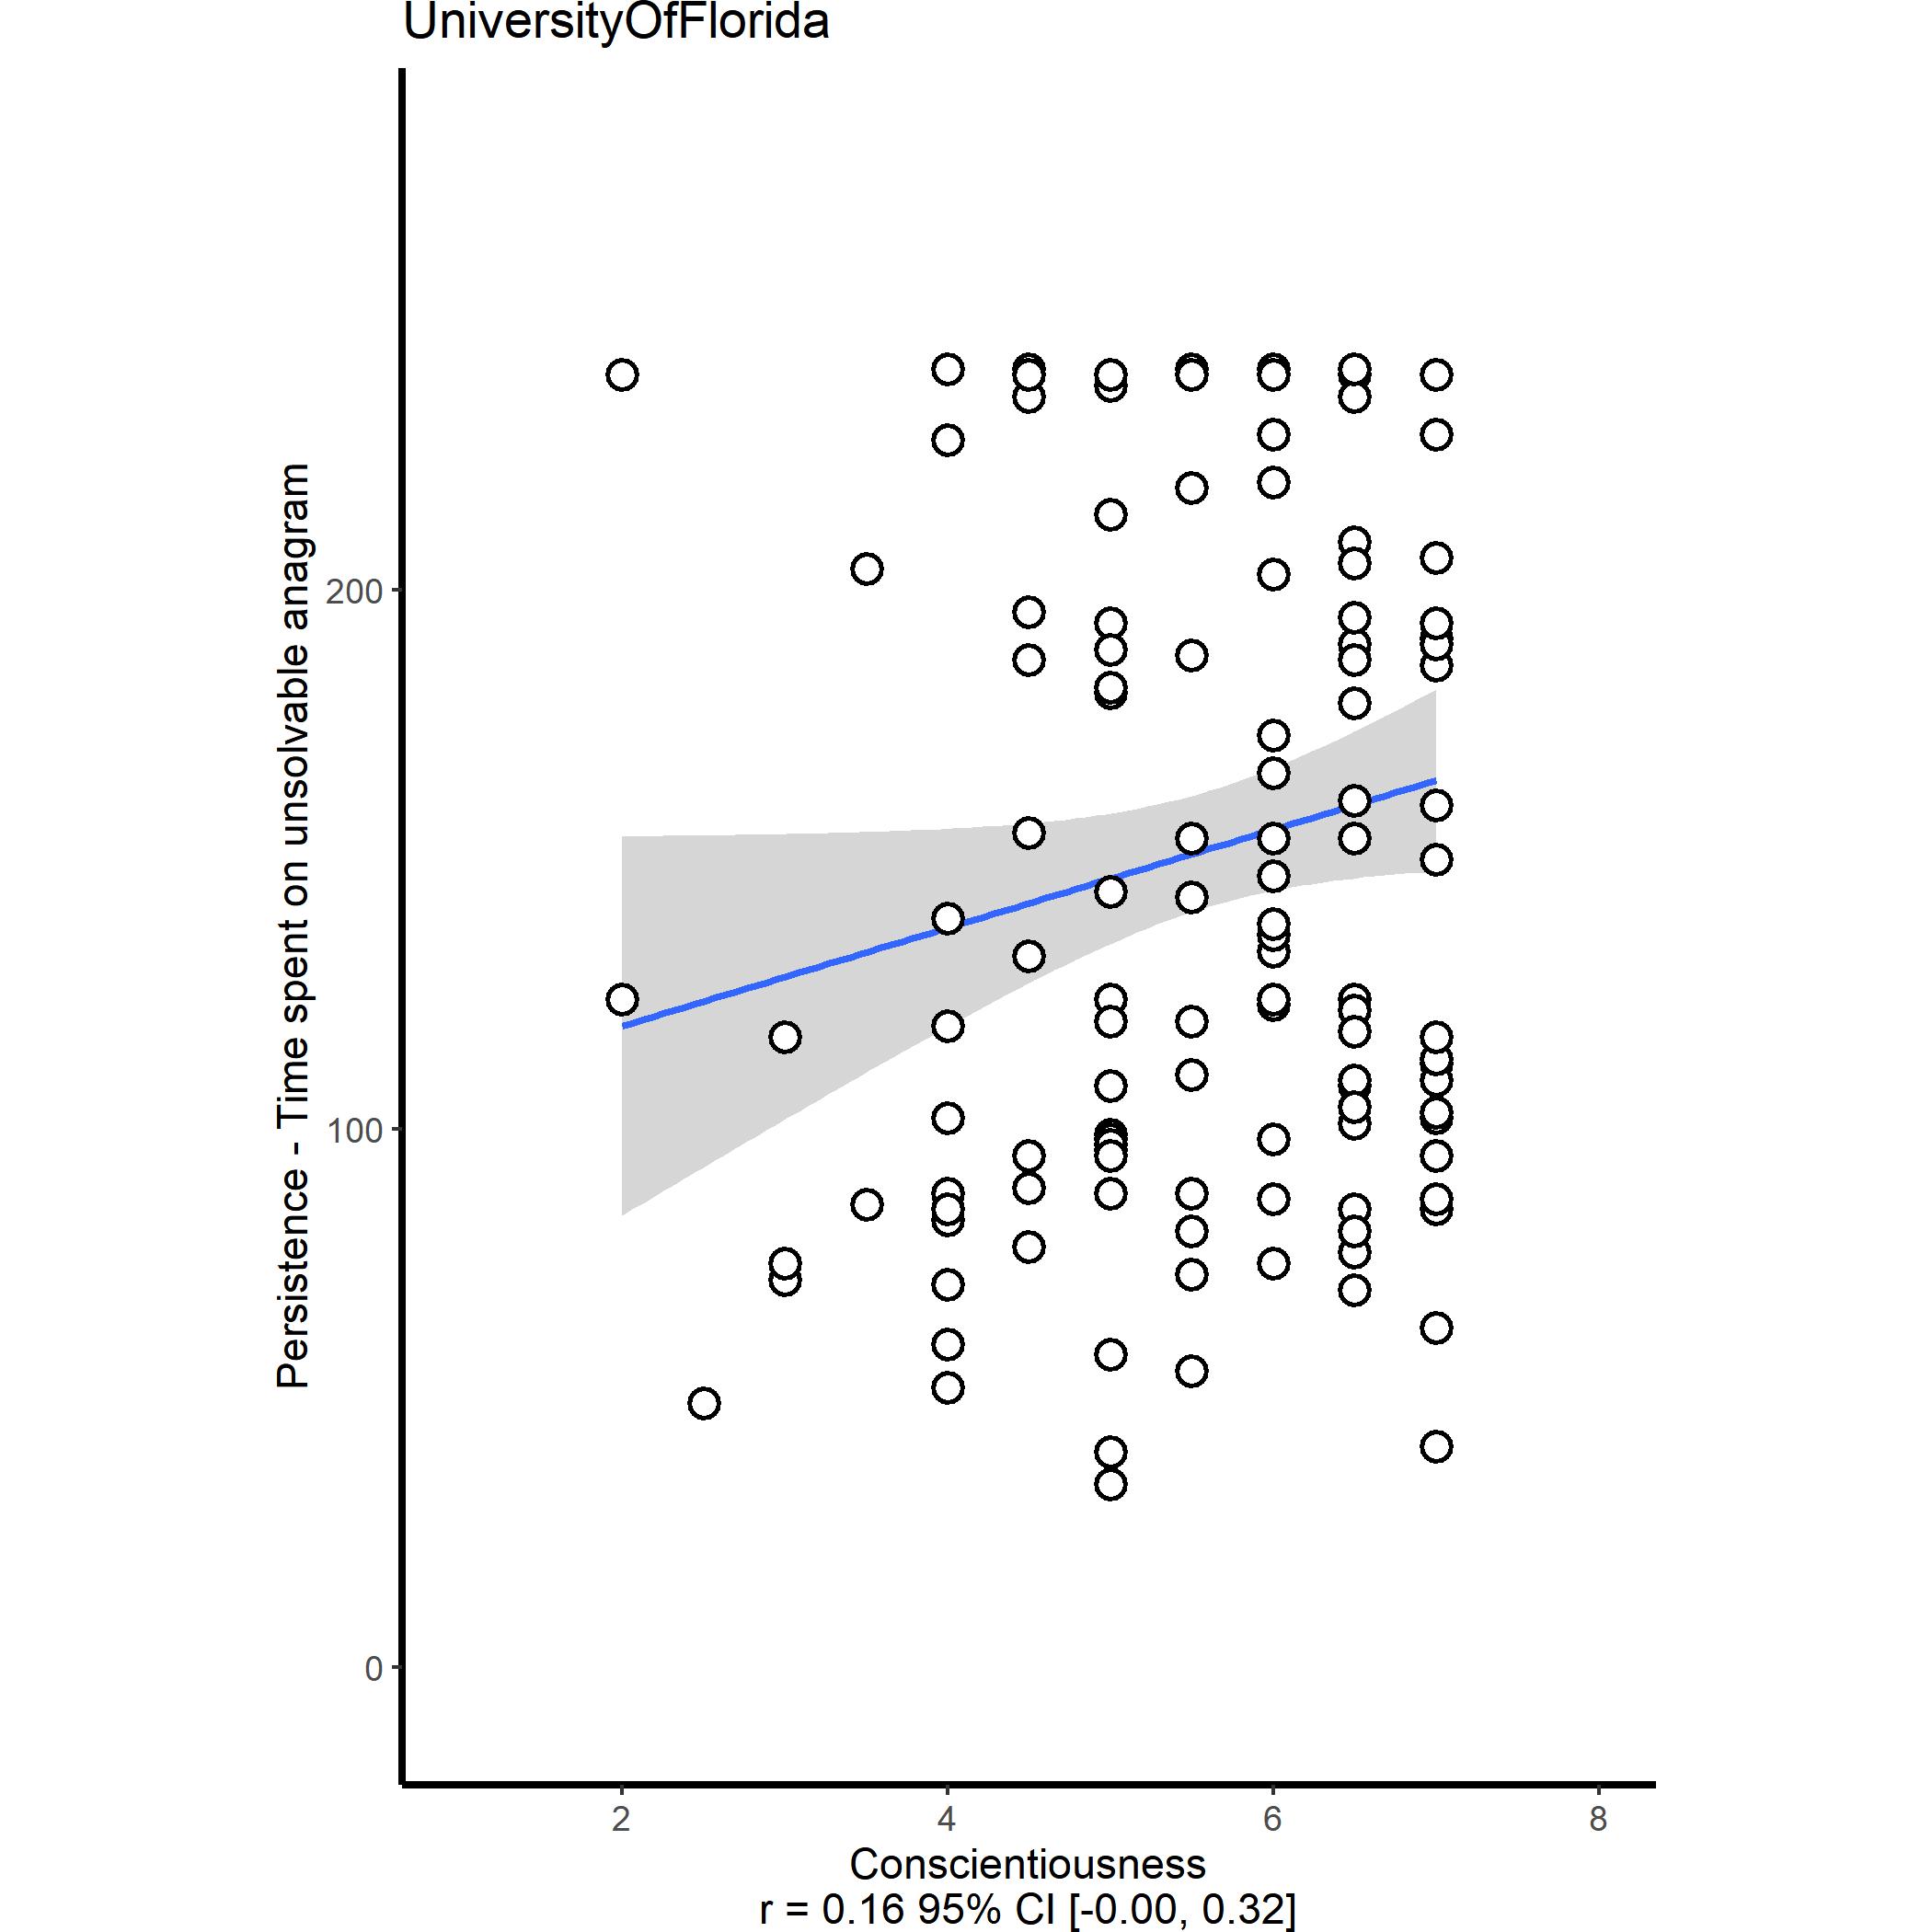 UniversityOfFlorida
Persistence - Time spent on unsolvable anagram
200
100
0
2 4 6 8
Conscientiousness
r = 0.16 95% CI [-0.00, 0.32]